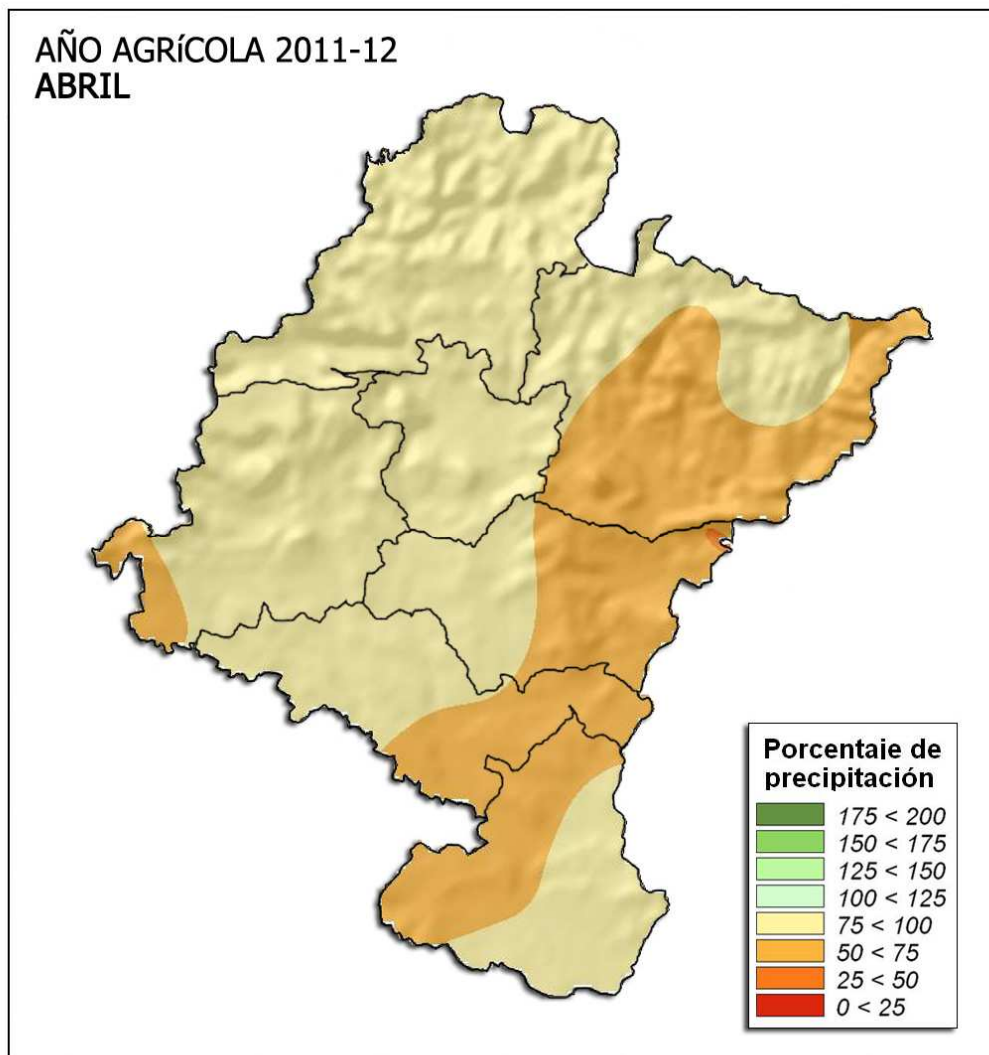 AÑO AGRíCOLA 2011-12
ABRIL
Porcentaje de
precipitación
175 < 200
150 < 175
125 < 150
100 < 125
75 < 100
50 < 75
25 < 50
0 < 25